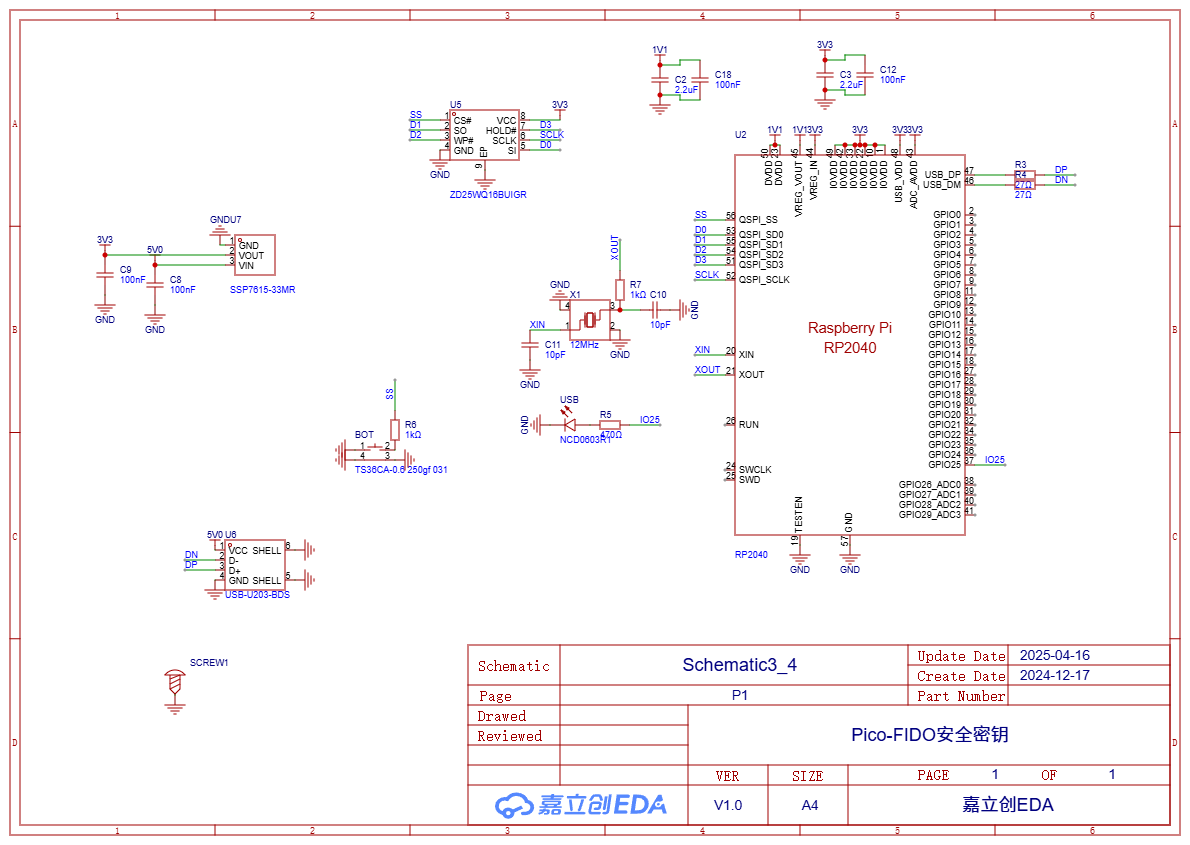 1 2 3 4 5 6
A A
B B
C C
D D
1V1
C2
2.2uF
C18
100nF
3V3
C3
2.2uF
C12
100nF
U5
SS 1 CS#
D1 2 SO
D2 3 WP#
4 GND
EP
9
VCC 8 3V3
HOLD# 7 D3
SCLK 6 SCLK
SI 5 D0
GND
ZD25WQ16BUIGR
U2
1V1 1V1 3V3 3V3 3V3 3V3
50 DVDD
23 DVDD
45 VREG_VOUT
44 VREG_IN
49 IOVDD
42 IOVDD
33 IOVDD
22 IOVDD
10 IOVDD
1 IOVDD
48 USB_VDD
43 ADC_AVDD
USB_DP 47
USB_DM 46
R3
27Ω
R4
27Ω
DP
DN
SS 56 QSPI_SS
D0 53 QSPI_SD0
D1 55 QSPI_SD1
D2 54 QSPI_SD2
D3 51 QSPI_SD3
SCLK 52 QSPI_SCLK
XIN 20 XIN
XOUT 21 XOUT
26 RUN
24 SWCLK
25 SWD
Raspberry Pi
RP2040
GPIO0 2
GPIO1 3
GPIO2 4
GPIO3 5
GPIO4 6
GPIO5 7
GPIO6 8
GPIO7 9
GPIO8 11
GPIO9 12
GPIO10 13
GPIO11 14
GPIO12 15
GPIO13 16
GPIO14 17
GPIO15 18
GPIO16 27
GPIO17 28
GPIO18 29
GPIO19 30
GPIO20 31
GPIO21 32
GPIO22 34
GPIO23 35
GPIO24 36
GPIO25 37 IO25
GPIO26_ADC0 38
GPIO27_ADC1 39
GPIO28_ADC2 40
GPIO29_ADC3 41
19 TESTEN
57 GND
RP2040
GND GND
GND U7
3V3
5V0
1 GND
2 VOUT
3 VIN
C9
100nF
C8
100nF
SSP7615-33MR
GND
GND
XOUT
R7
1kΩ
C10
10pF
GND
GND
X1
4 3
1 2
12MHz
XIN
C11
10pF
GND
GND
USB
GND
NCD0603R1
R5
470Ω
IO25
SS
R6
1kΩ
BOT
1 2
4 3
TS36CA-0.6 250gf 031
5V0 U6
1 VCC SHELL 6
DN 2 D-
DP 3 D+
4 GND SHELL 5
USB-U203-BDS
SCREW1
Schematic Schematic3_4
Update Date 2025-04-16
Create Date 2024-12-17
Page P1 Part Number
Drawed
Reviewed
Pico-FIDO安全密钥
VER SIZE PAGE 1 OF 1
嘉立创EDA V1.0 A4 嘉立创EDA
1 2 3 4 5 6